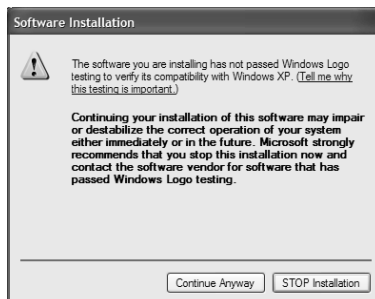 Software Installation
The software you are installing has not passed Windows Logo
testing to verify its compatibility with Windows XP. (Tell me why
this testing is important.)
Continuing your installation of this software may impair
or destabilize the correct operation of your system
either immediately or in the future. Microsoft strongly
recommends that you stop this installation now and
contact the software vendor for software that has
passed Windows Logo testing.
Continue Anyway
STOP Installation